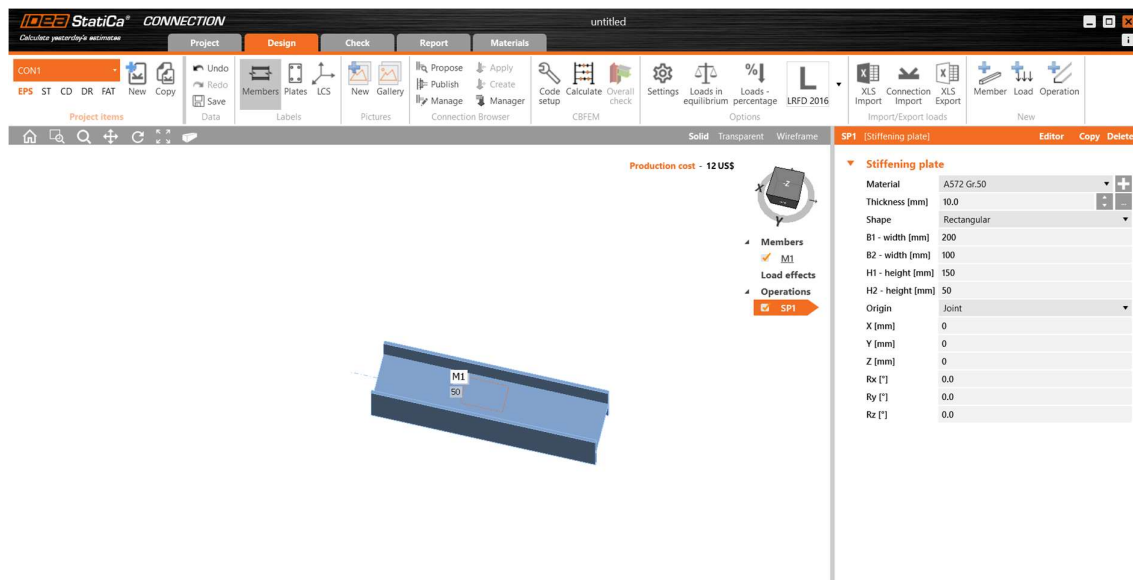 IDEA StatiCa® CONNECTION
untitled
Calculate yesterday's estimates
Project Design Check Report Materials
CON1
EPS ST CD DR FAT
New Copy
Project items
Undo
Redo
Save
Data
Members Plates LCS
Labels
New Gallery
Pictures
Propose Apply
Publish Create
Manage Manager
Connection Browser
Code setup Calculate Overall check
CBFEM
Settings Loads in equilibrium Loads - percentage
L
LRFD 2016
Options
XLS Import Connection Import XLS Export
Import/Export loads
Member Load Operation
New
Solid Transparent Wireframe
Production cost - 12 US$
-Z
X
Y
Members
M1
Load effects
Operations
SP1
M1
50
SP1 [Stiffening plate] Editor Copy Delete
Stiffening plate
Material A572 Gr.50
Thickness [mm] 10.0
Shape Rectangular
B1 - width [mm] 200
B2 - width [mm] 100
H1 - height [mm] 150
H2 - height [mm] 50
Origin Joint
X [mm] 0
Y [mm] 0
Z [mm] 0
Rx [°] 0.0
Ry [°] 0.0
Rz [°] 0.0